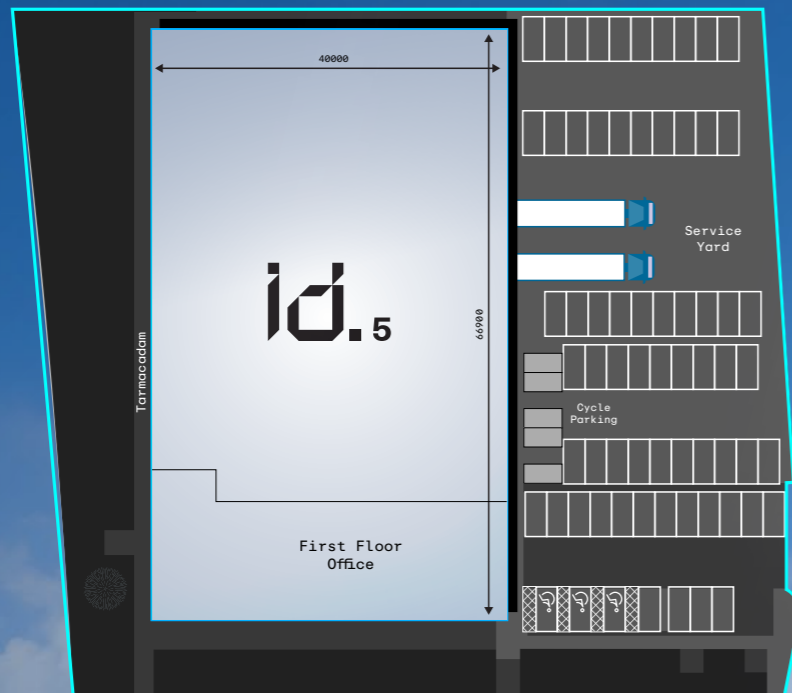 40000
Service
Yard
id.5
66900
Tarmacadam
Cycle
Parking
First Floor
Office